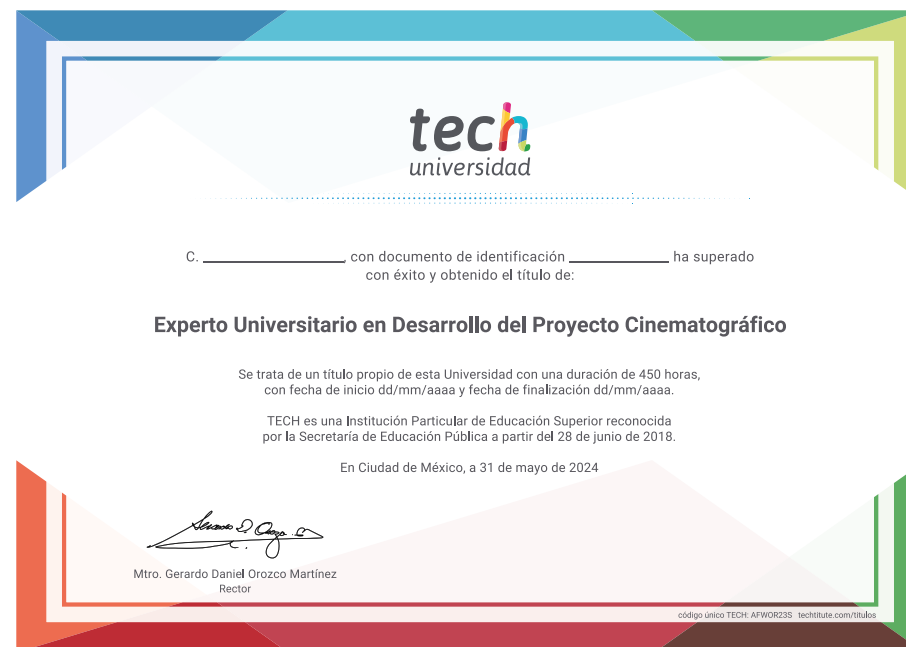 tech
universidad
C. ____________________, con documento de identificación ______________ ha superado
con éxito y obtenido el título de:
Experto Universitario en Desarrollo del Proyecto Cinematográfico
Se trata de un título propio de esta Universidad con una duración de 450 horas,
con fecha de inicio dd/mm/aaaa y fecha de finalización dd/mm/aaaa.
TECH es una Institución Particular de Educación Superior reconocida
por la Secretaría de Educación Pública a partir del 28 de junio de 2018.
En Ciudad de México, a 31 de mayo de 2024
Mtro. Gerardo Daniel Orozco Martínez
Rector
código único TECH: AFWOR23S techtitute.com/titulos